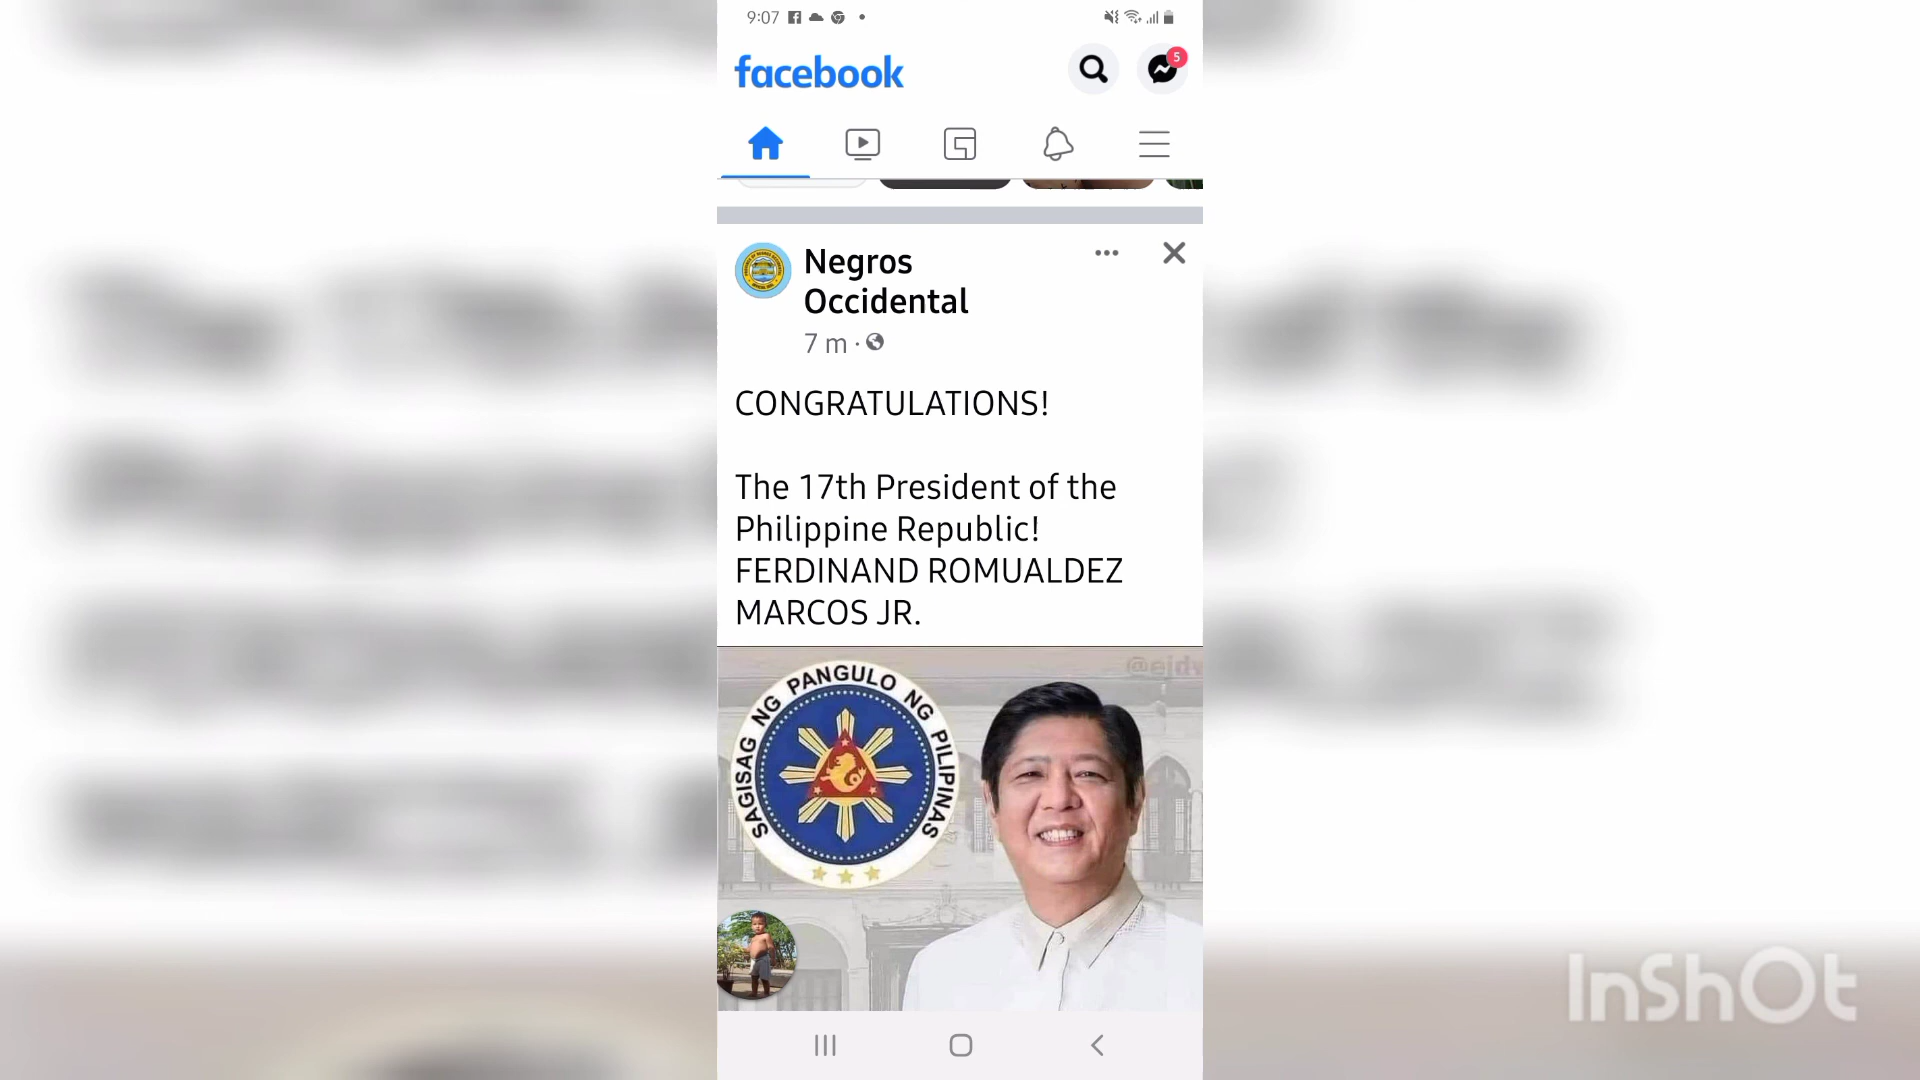 9:07
facebook
5
Negros
Occidental
7 m
CONGRATULATIONS!
The 17th President of the
Philippine Republic!
FERDINAND ROMUALDEZ
MARCOS JR.
SAGISAG NG PANGULO NG PILIPINAS
InShOt